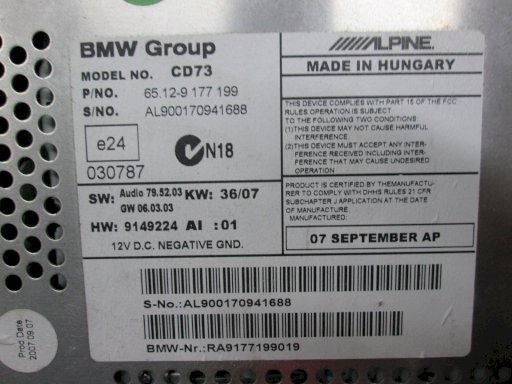 BMW Group
MODEL NO. CD73
P/NO. 65.12-9 177 199
S/NO. AL900170941688
e24
030787
N18
SW: Audio 79.52.03 KW: 36/07
GW 06.03.03
HW: 9149224 AI :01
12V D.C. NEGATIVE GND.
ALPINE
MADE IN HUNGARY
THIS DEVICE COMPLIES WITH PART 15 OF THE FCC
RULES OPERATION IS SUBJECT
TO THE FOLLOWING TWO CONDITIONS:
(1)THIS DEVICE MAY NOT CAUSE HARMFUL
INTERFERENCE.
(2)THIS DEVICE MUST ACCEPT ANY INTER-
FERENCE RECEIVED INCLUDING INTER-
FERENCE THAT MAY CAUSE UNDESIRED
OPERATION
PRODUCT IS CERTIFIED BY THEMANUFACTU-
RER TO COMPLY WITH DHHS RULES 21 CFR
SUBCHAPTER J APPLICATION AT THE DATE
OF MANUFACTURE
MANUFACTURED:
07 SEPTEMBER AP
S-No.:AL900170941688
BMW-Nr.:RA9177199019
Prod Date
2007.09.07